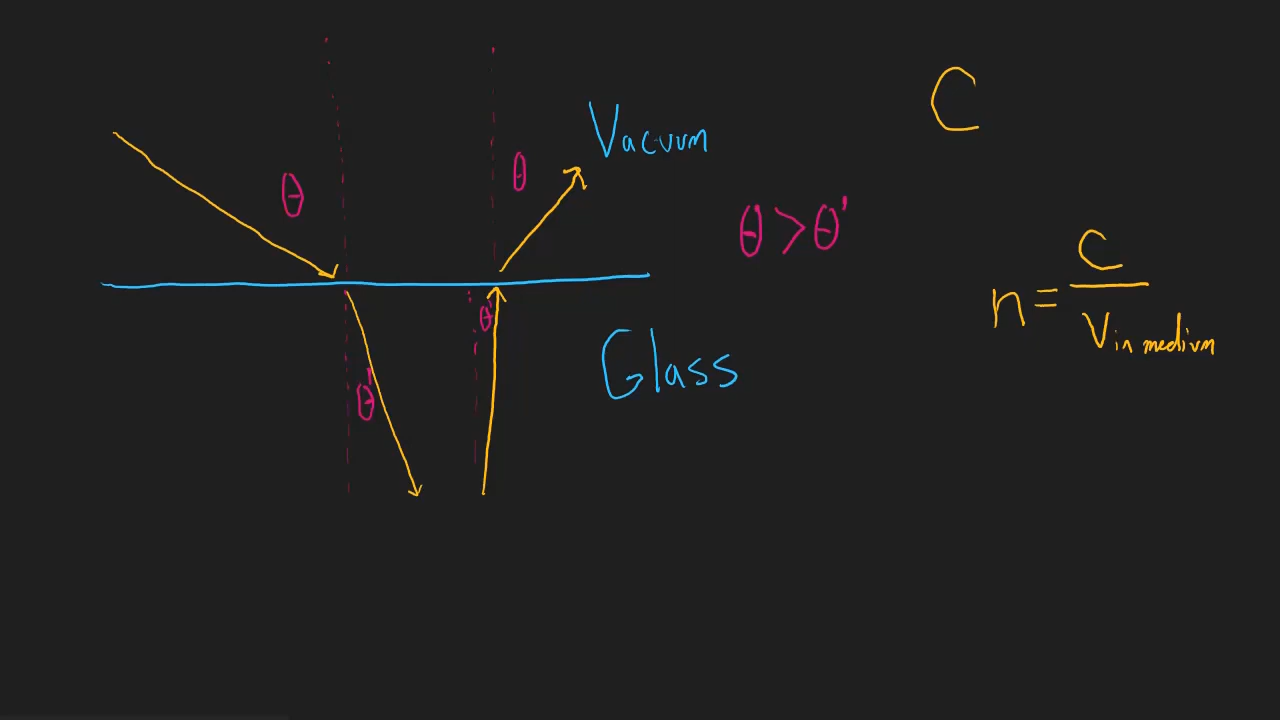 C
Vacuum
θ
θ
θ > θ'
n = C / V in medium
θ'
Glass
θ'